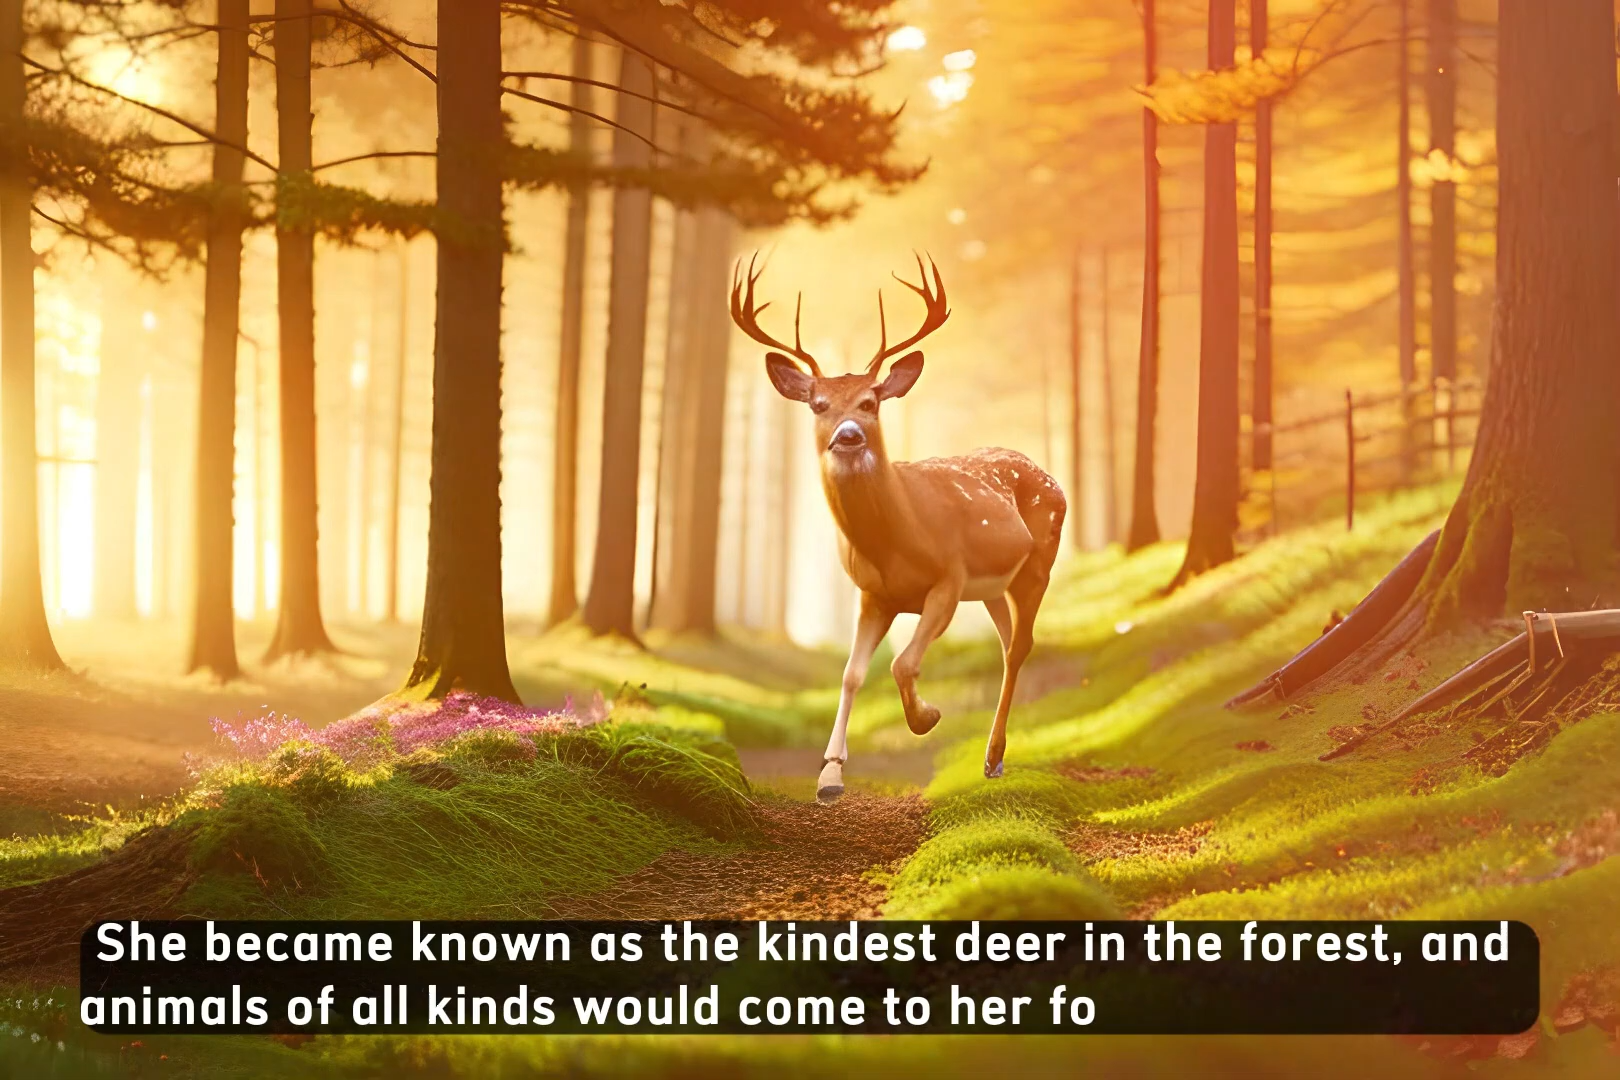 She became known as the kindest deer in the forest, and
animals of all kinds would come to her fo